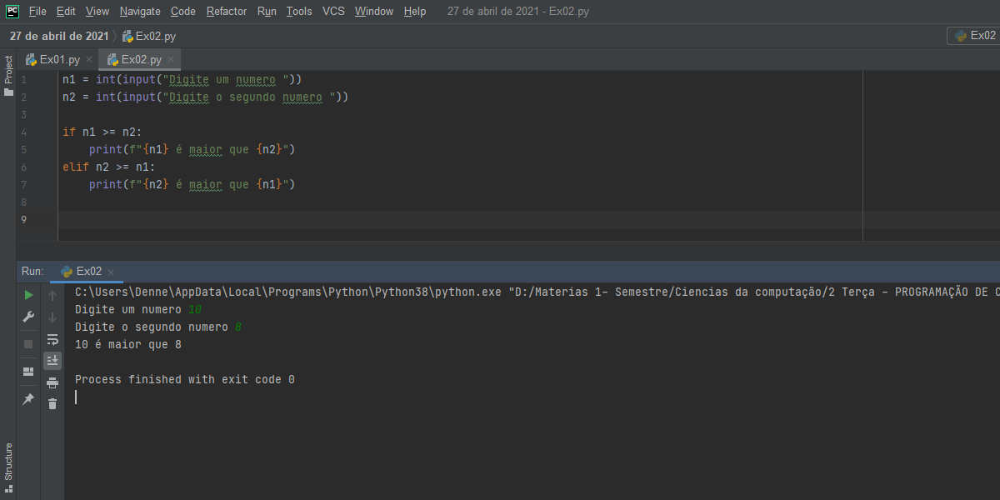 PC File Edit View Navigate Code Refactor Run Tools VCS Window Help 27 de abril de 2021 - Ex02.py
27 de abril de 2021 Ex02.py Ex02
Project
Ex01.py Ex02.py
1 n1 = int(input("Digite um numero "))
2 n2 = int(input("Digite o segundo numero "))
3
4 if n1 >= n2:
5 print(f"{n1} é maior que {n2}")
6 elif n2 >= n1:
7 print(f"{n2} é maior que {n1}")
8
9
Run: Ex02
C:\Users\Denne\AppData\Local\Programs\Python\Python38\python.exe "D:/Materias 1- Semestre/Ciencias da computação/2 Terça - PROGRAMAÇÃO DE C
Digite um numero 10
Digite o segundo numero 8
10 é maior que 8
Process finished with exit code 0
Structure